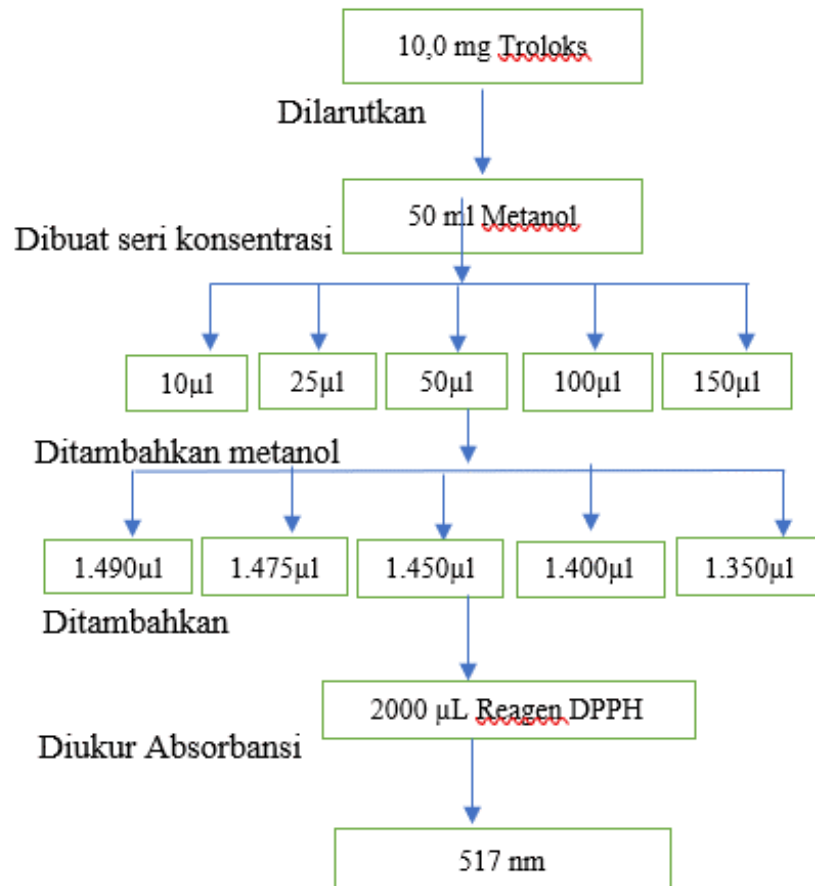 10,0 mg Troloks
Dilarutkan
50 ml Metanol
Dibuat seri konsentrasi
10µl 25µl 50µl 100µl 150µl
Ditambahkan metanol
1.490µl 1.475µl 1.450µl 1.400µl 1.350µl
Ditambahkan
2000 µL Reagen DPPH
Diukur Absorbansi
517 nm